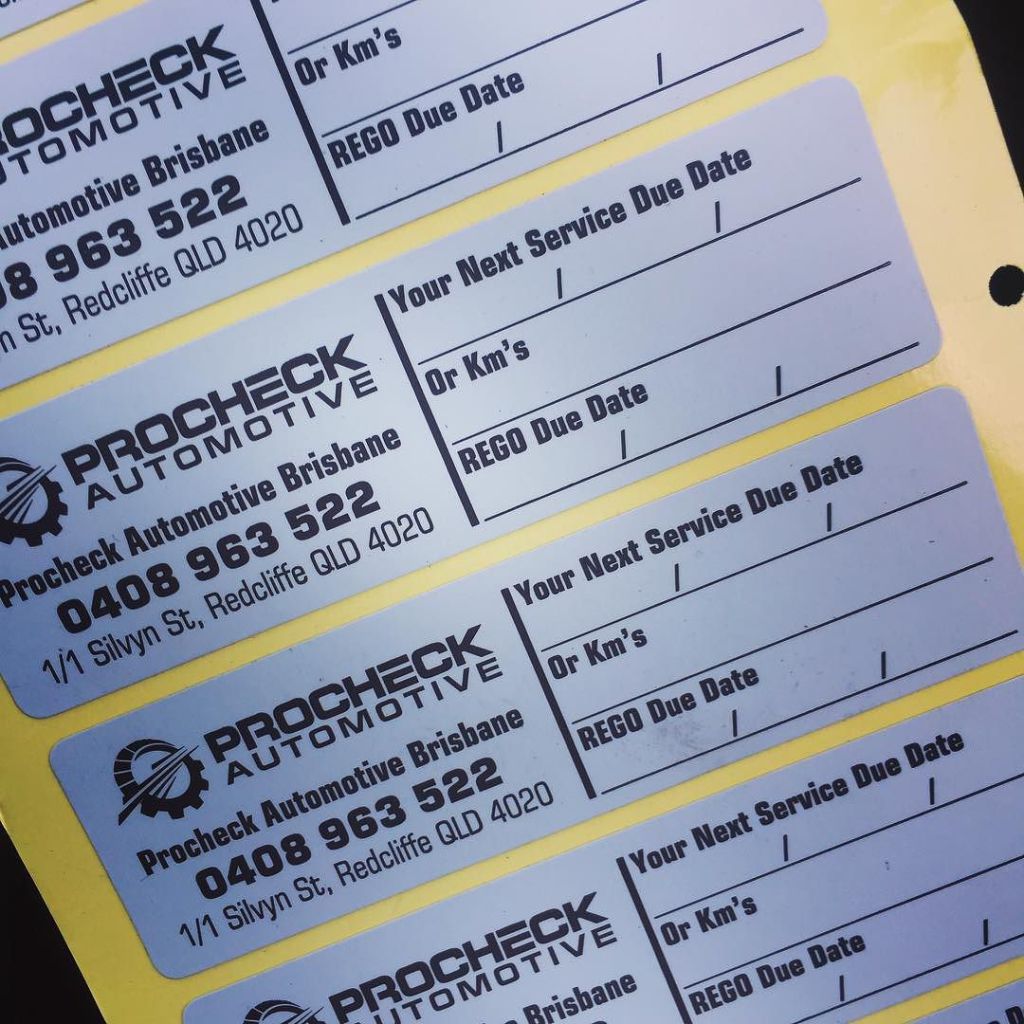 PROCHECK
AUTOMOTIVE
Automotive Brisbane
963 522
St, Redcliffe QLD 4020
Or Km's
REGO Due Date
/ /
PROCHECK
AUTOMOTIVE
Procheck Automotive Brisbane
0408 963 522
1/1 Silvyn St, Redcliffe QLD 4020
Your Next Service Due Date
/ /
Or Km's
REGO Due Date
/ /
PROCHECK
AUTOMOTIVE
Procheck Automotive Brisbane
0408 963 522
1/1 Silvyn St, Redcliffe QLD 4020
Your Next Service Due Date
/ /
Or Km's
REGO Due Date
/ /
PROCHECK
AUTOMOTIVE
Automotive Brisbane
Your Next Service Due Date
/ /
Or Km's
REGO Due Date
/ /